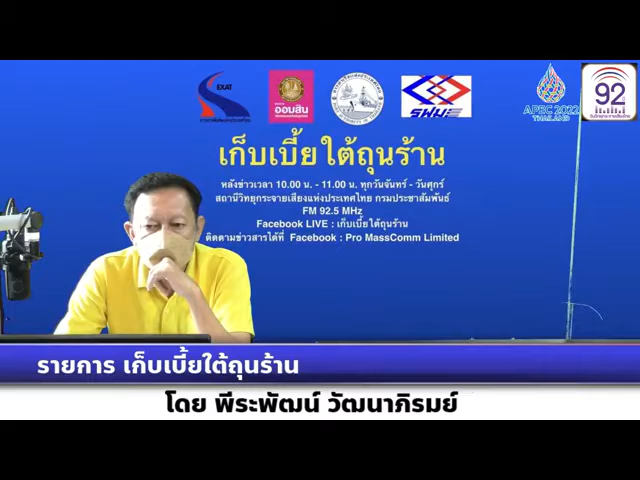 EXAT
ออมสิน
รฟม.
APEC 2022
THAILAND
92
เก็บเบี้ยใต้ถุนร้าน
หลังข่าวเวลา 10.00 น. - 11.00 น. ทุกวันจันทร์ - วันศุกร์
สถานีวิทยุกระจายเสียงแห่งประเทศไทย กรมประชาสัมพันธ์
FM 92.5 MHz
Facebook LIVE : เก็บเบี้ยใต้ถุนร้าน
ติดตามข่าวสารได้ที่ Facebook : Pro MassComm Limited
รายการ เก็บเบี้ยใต้ถุนร้าน
โดย พีระพัฒน์ วัฒนาภิรมย์